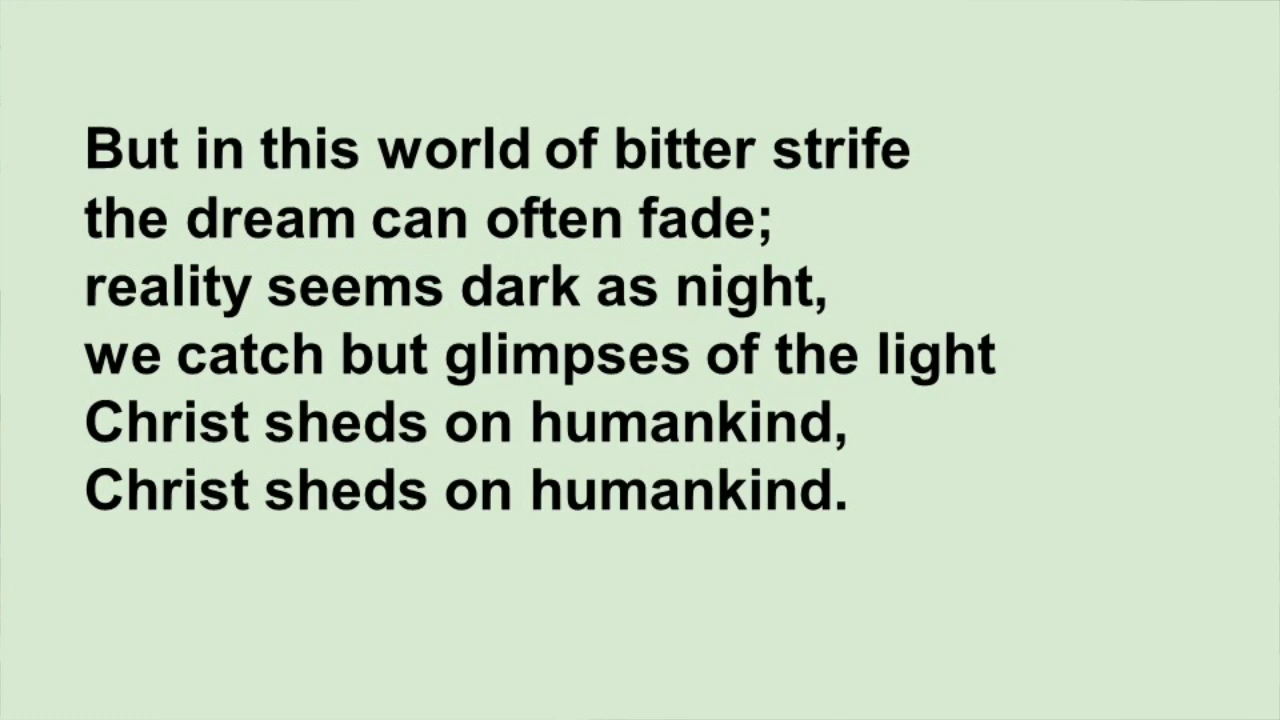 But in this world of bitter strife
the dream can often fade;
reality seems dark as night,
we catch but glimpses of the light
Christ sheds on humankind,
Christ sheds on humankind.